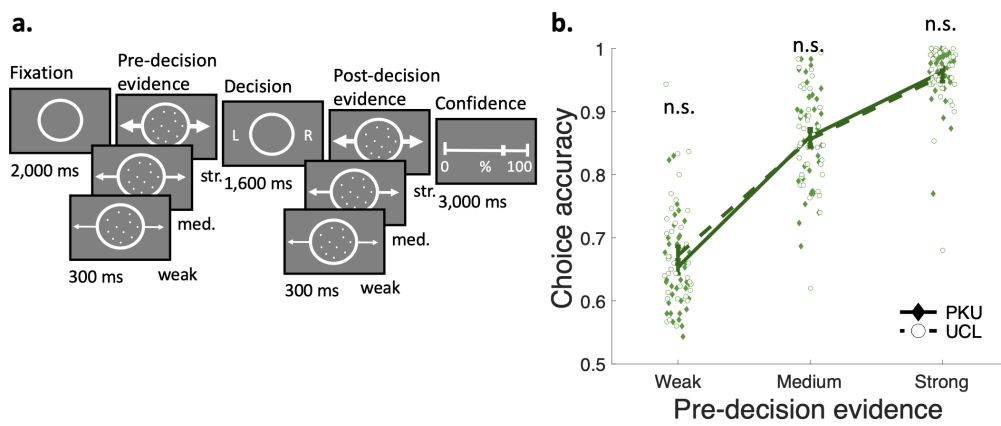 a.
Fixation
Pre-decision
evidence
Decision
Post-decision
evidence
Confidence
L
R
0
%
100
2,000 ms
str.
1,600 ms
str.
3,000 ms
med.
med.
300 ms
weak
300 ms
weak
b.
n.s.
n.s.
n.s.
1
0.9
0.8
0.7
0.6
0.5
Choice accuracy
PKU
UCL
Weak
Medium
Strong
Pre-decision evidence